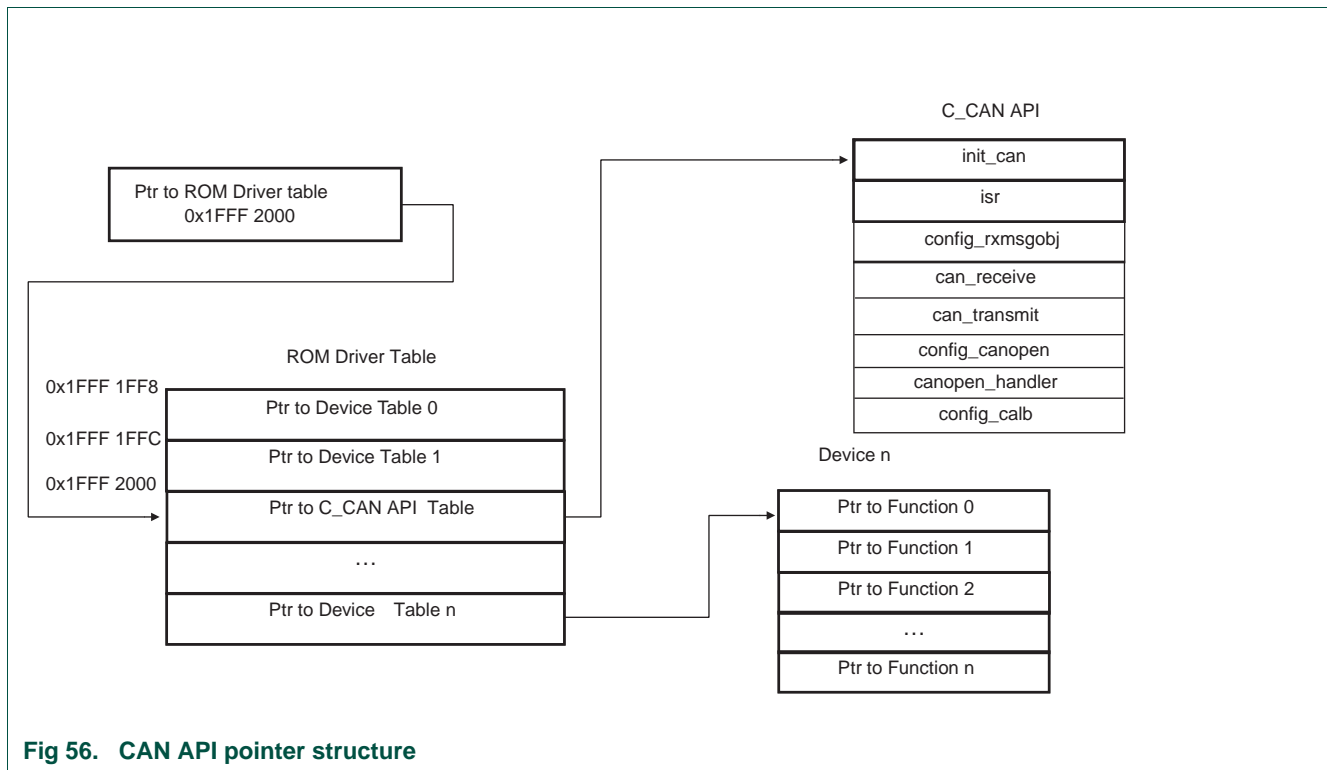 C_CAN API
init_can
isr
config_rxmsgobj
can_receive
can_transmit
config_canopen
canopen_handler
config_calb
Ptr to ROM Driver table
0x1FFF 2000
ROM Driver Table
0x1FFF 1FF8
Ptr to Device Table 0
0x1FFF 1FFC
Ptr to Device Table 1
0x1FFF 2000
Ptr to C_CAN API Table
…
Ptr to Device Table n
Device n
Ptr to Function 0
Ptr to Function 1
Ptr to Function 2
…
Ptr to Function n
Fig 56. CAN API pointer structure